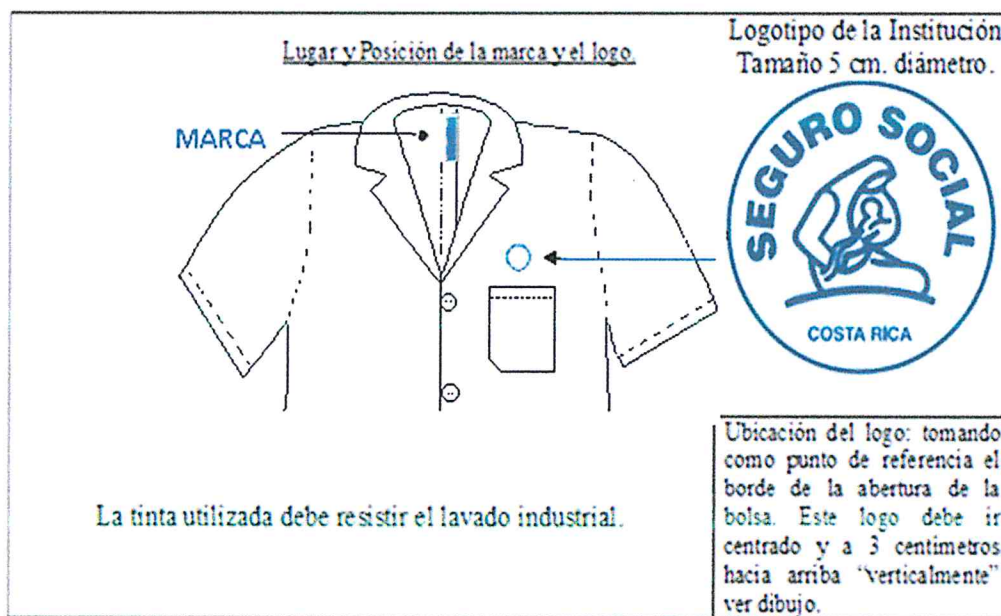 Lugar y Posición de la marca y el logo.
Logotipo de la Institución
Tamaño 5 cm. diámetro.
MARCA
SEGURO SOCIAL
COSTA RICA
La tinta utilizada debe resistir el lavado industrial.
Ubicación del logo: tomando
como punto de referencia el
borde de la abertura de la
bolsa. Este logo debe ir
centrado y a 3 centímetros
hacia arriba “verticalmente”
ver dibujo.